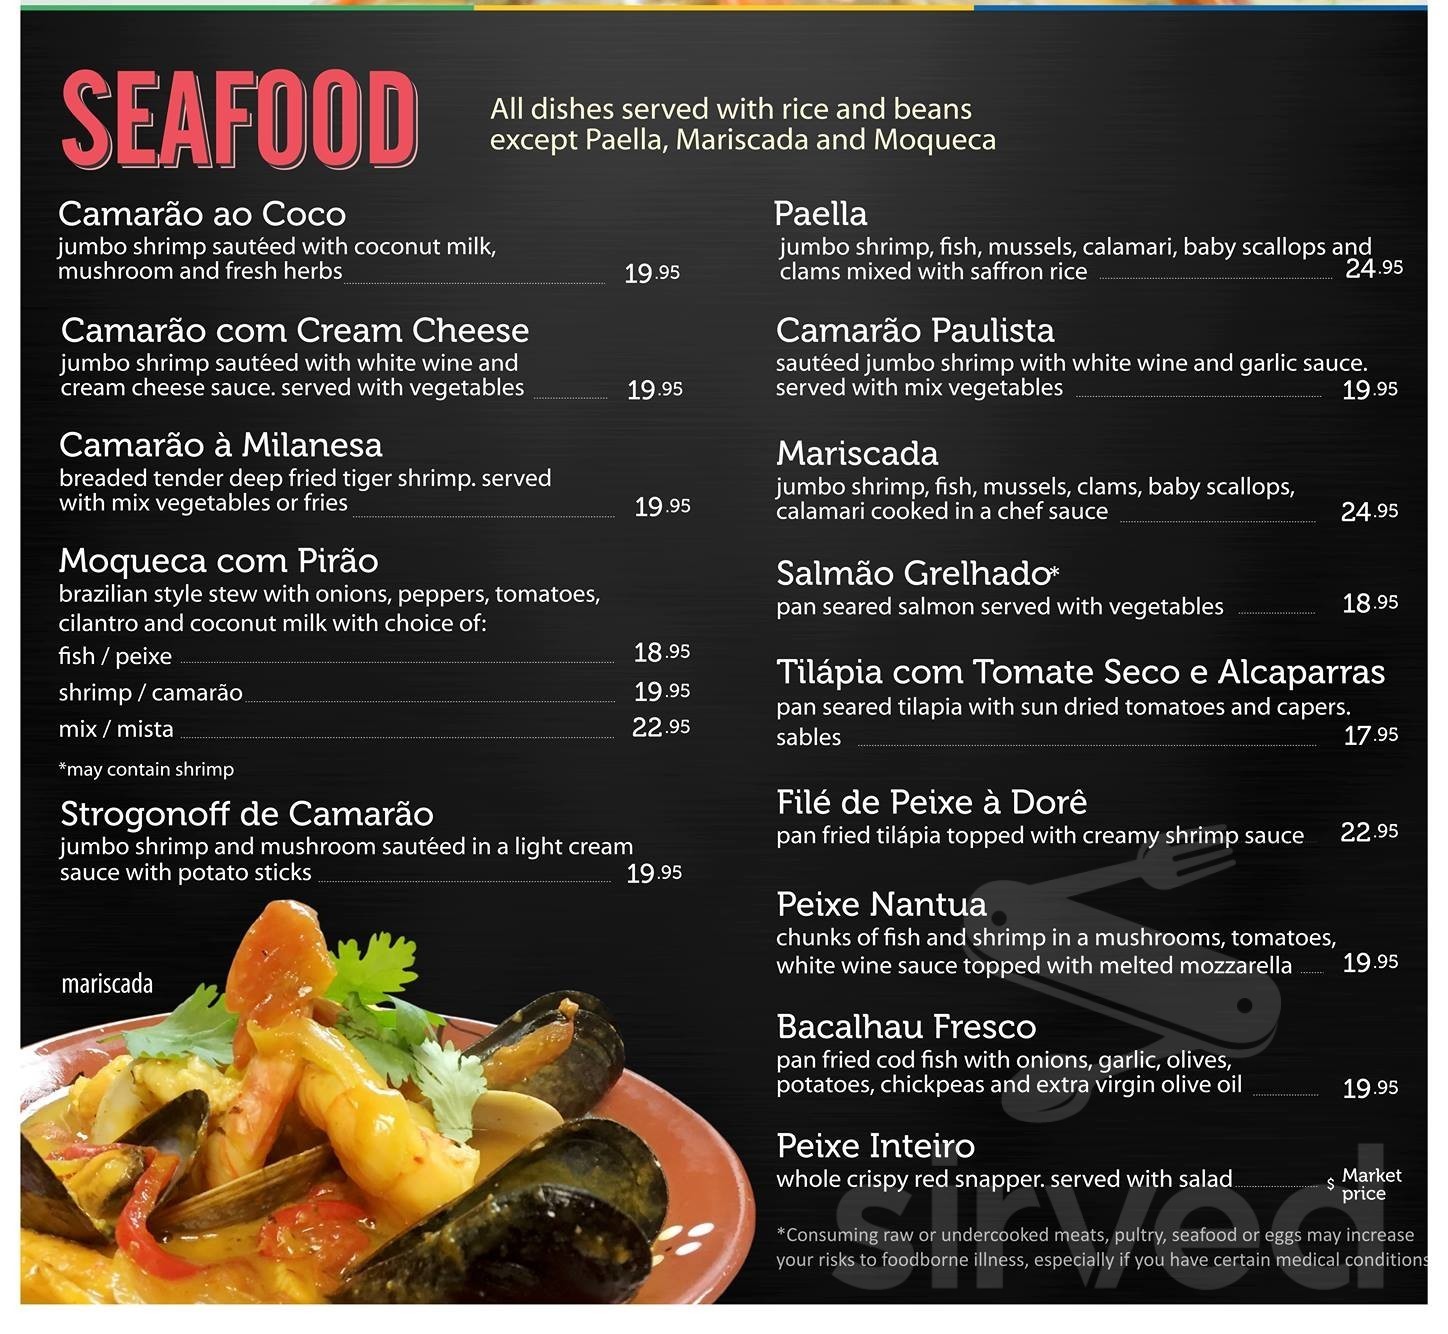 SEAFOOD
All dishes served with rice and beans
except Paella, Mariscada and Moqueca
Camarão ao Coco
jumbo shrimp sautéed with coconut milk,
mushroom and fresh herbs 19.95
Camarão com Cream Cheese
jumbo shrimp sautéed with white wine and
cream cheese sauce. served with vegetables 19.95
Camarão à Milanesa
breaded tender deep fried tiger shrimp. served
with mix vegetables or fries 19.95
Moqueca com Pirão
brazilian style stew with onions, peppers, tomatoes,
cilantro and coconut milk with choice of:
fish / peixe 18.95
shrimp / camarão 19.95
mix / mista 22.95
*may contain shrimp
Strogonoff de Camarão
jumbo shrimp and mushroom sautéed in a light cream
sauce with potato sticks 19.95
mariscada
Paella
jumbo shrimp, fish, mussels, calamari, baby scallops and
clams mixed with saffron rice 24.95
Camarão Paulista
sautéed jumbo shrimp with white wine and garlic sauce.
served with mix vegetables 19.95
Mariscada
jumbo shrimp, fish, mussels, clams, baby scallops,
calamari cooked in a chef sauce 24.95
Salmão Grelhado*
pan seared salmon served with vegetables 18.95
Tilápia com Tomate Seco e Alcaparras
pan seared tilapia with sun dried tomatoes and capers.
sables 17.95
Filé de Peixe à Dorê
pan fried tilápia topped with creamy shrimp sauce 22.95
Peixe Nantua
chunks of fish and shrimp in a mushrooms, tomatoes,
white wine sauce topped with melted mozzarella 19.95
Bacalhau Fresco
pan fried cod fish with onions, garlic, olives,
potatoes, chickpeas and extra virgin olive oil 19.95
Peixe Inteiro
whole crispy red snapper. served with salad $ Market
price
*Consuming raw or undercooked meats, pultry, seafood or eggs may increase
your risks to foodborne illness, especially if you have certain medical conditions
sirved